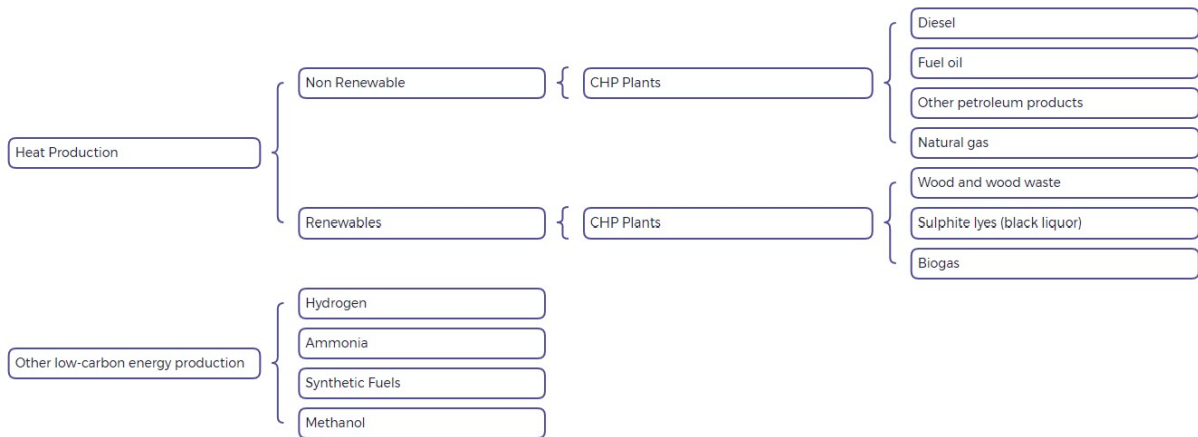 Heat Production
Non Renewable
CHP Plants
Diesel
Fuel oil
Other petroleum products
Natural gas
Renewables
CHP Plants
Wood and wood waste
Sulphite lyes (black liquor)
Biogas
Other low-carbon energy production
Hydrogen
Ammonia
Synthetic Fuels
Methanol